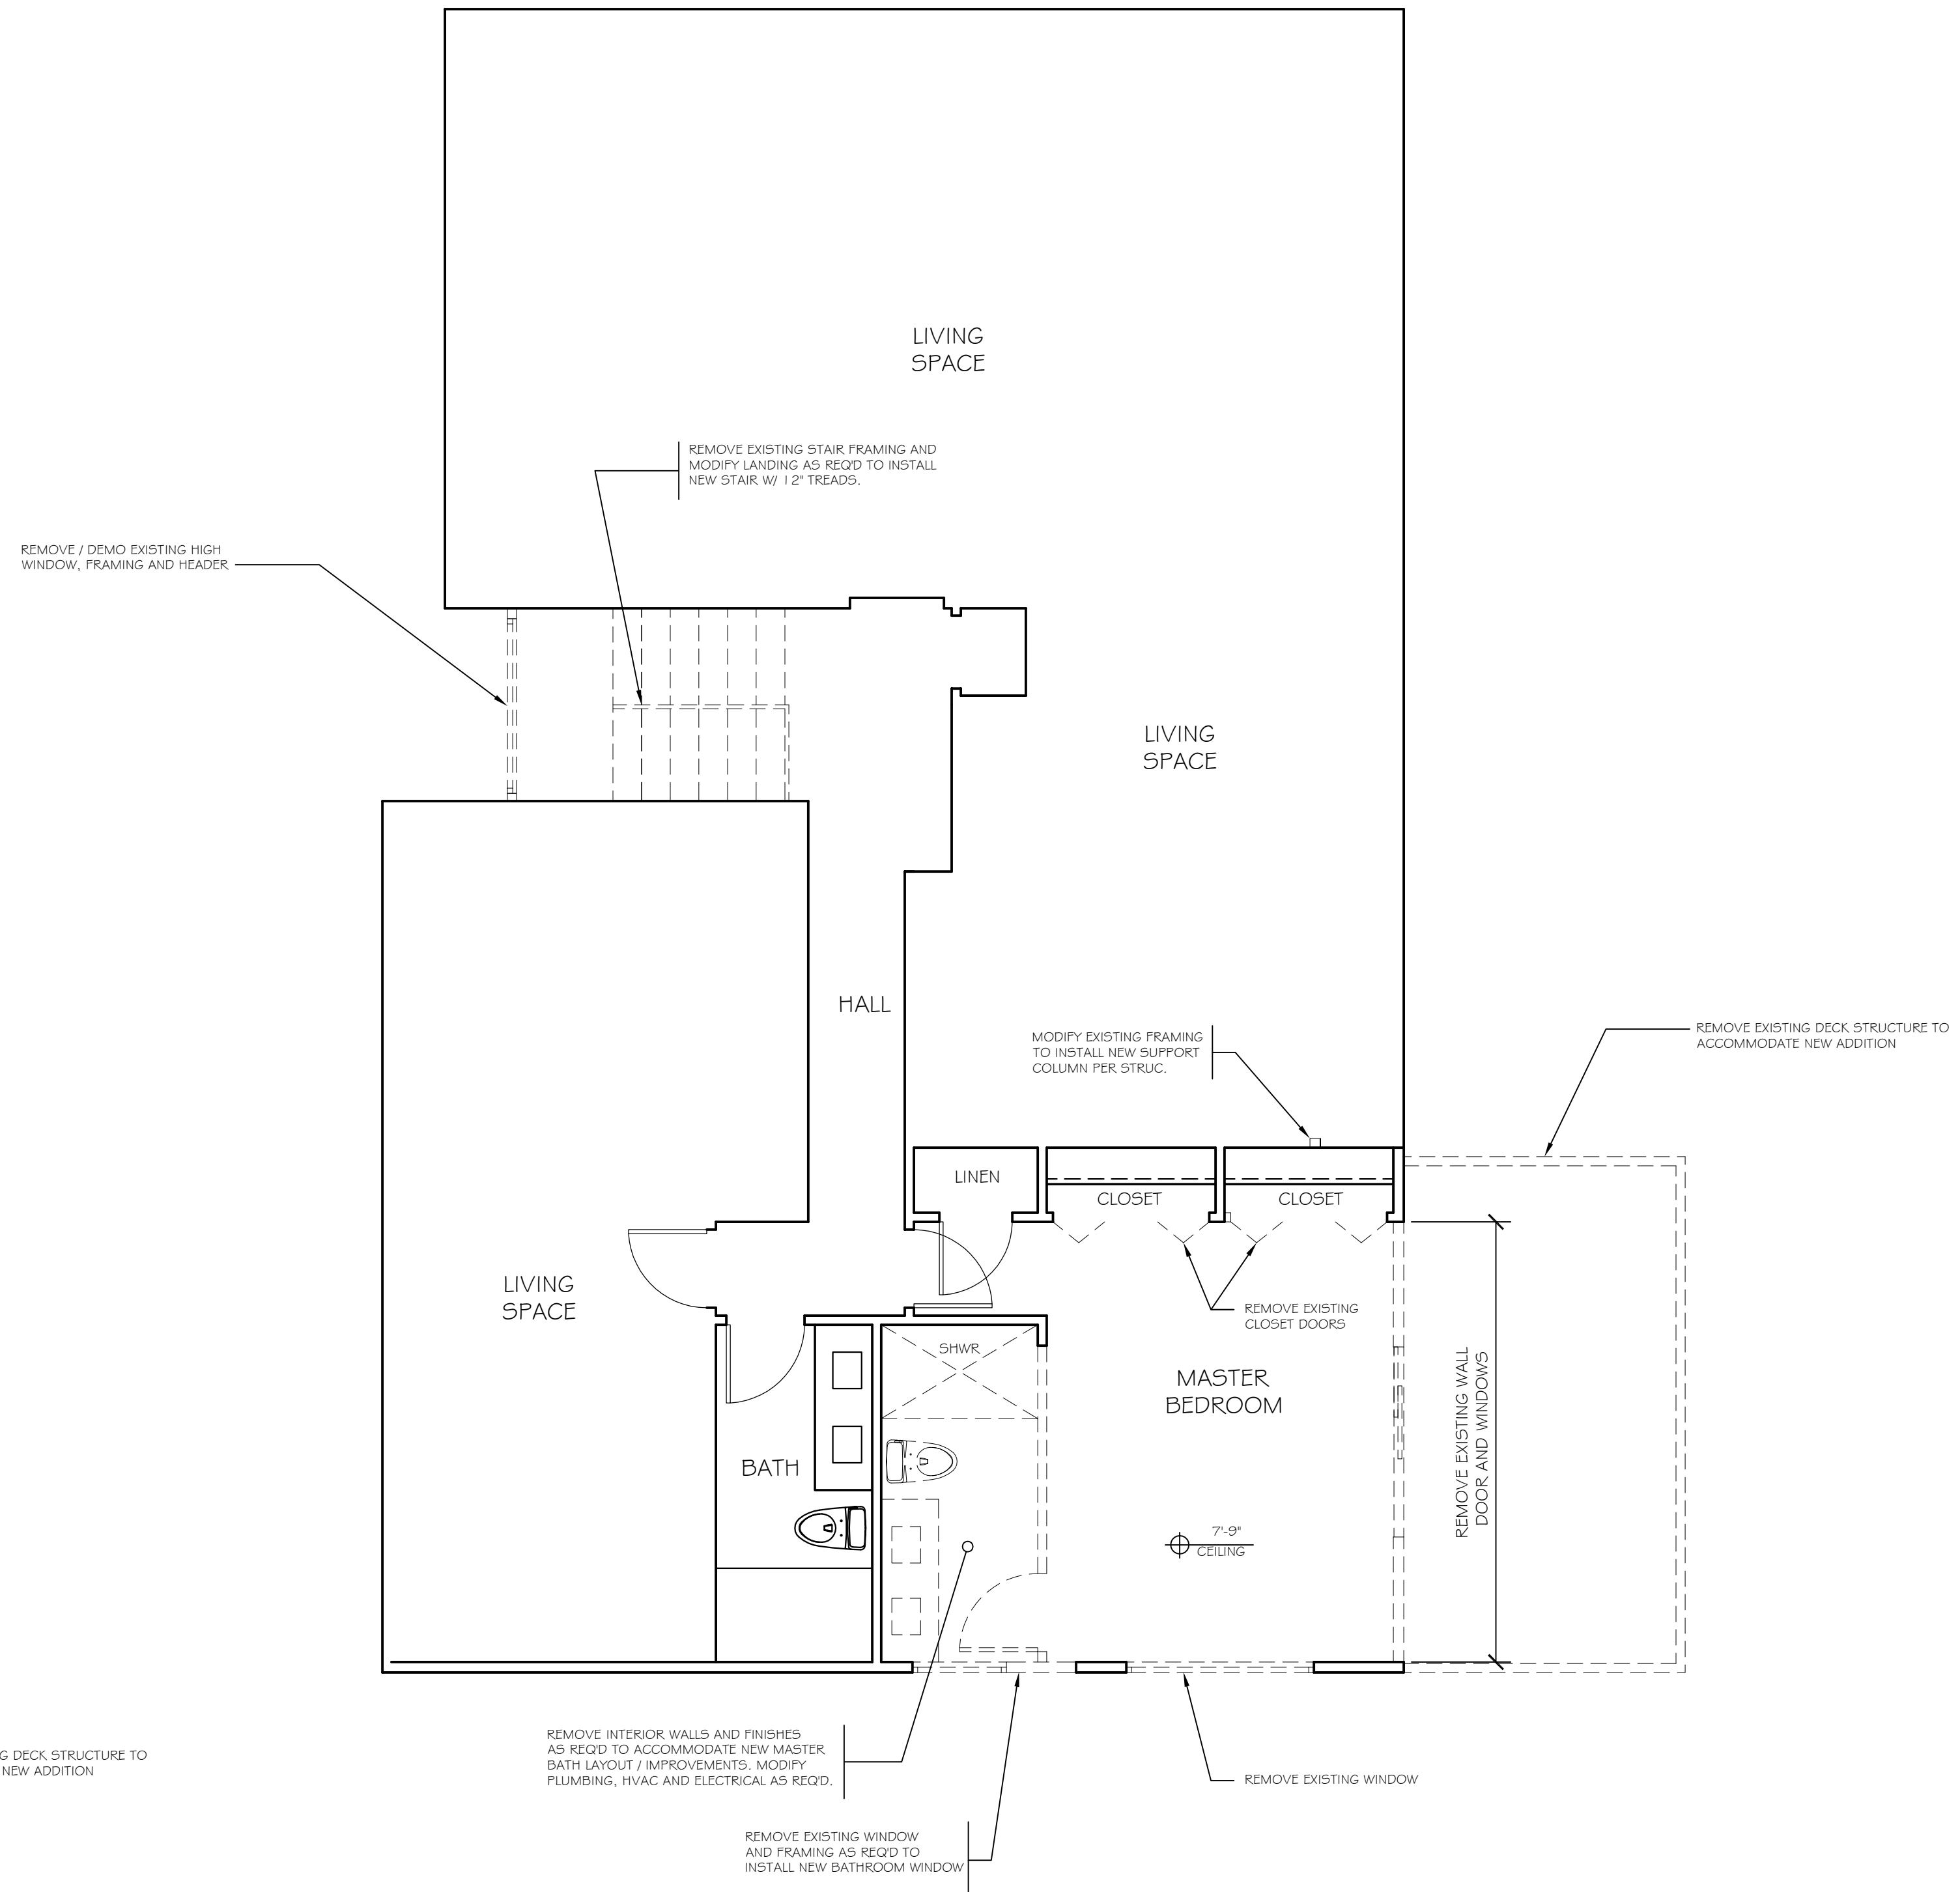 LIVING
SPACE
REMOVE EXISTING STAIR FRAMING AND
MODIFY LANDING AS REQ'D TO INSTALL
NEW STAIR W/ 12" TREADS.
REMOVE / DEMO EXISTING HIGH
WINDOW, FRAMING AND HEADER
LIVING
SPACE
HALL
MODIFY EXISTING FRAMING
TO INSTALL NEW SUPPORT
COLUMN PER STRUC.
REMOVE EXISTING DECK STRUCTURE TO
ACCOMMODATE NEW ADDITION
LINEN
CLOSET
CLOSET
LIVING
SPACE
REMOVE EXISTING
CLOSET DOORS
SHWR
MASTER
BEDROOM
REMOVE EXISTING WALL
DOOR AND WINDOWS
BATH
7'-9"
CEILING
REMOVE INTERIOR WALLS AND FINISHES
AS REQ'D TO ACCOMMODATE NEW MASTER
BATH LAYOUT / IMPROVEMENTS. MODIFY
PLUMBING, HVAC AND ELECTRICAL AS REQ'D.
G DECK STRUCTURE TO
NEW ADDITION
REMOVE EXISTING WINDOW
REMOVE EXISTING WINDOW
AND FRAMING AS REQ'D TO
INSTALL NEW BATHROOM WINDOW